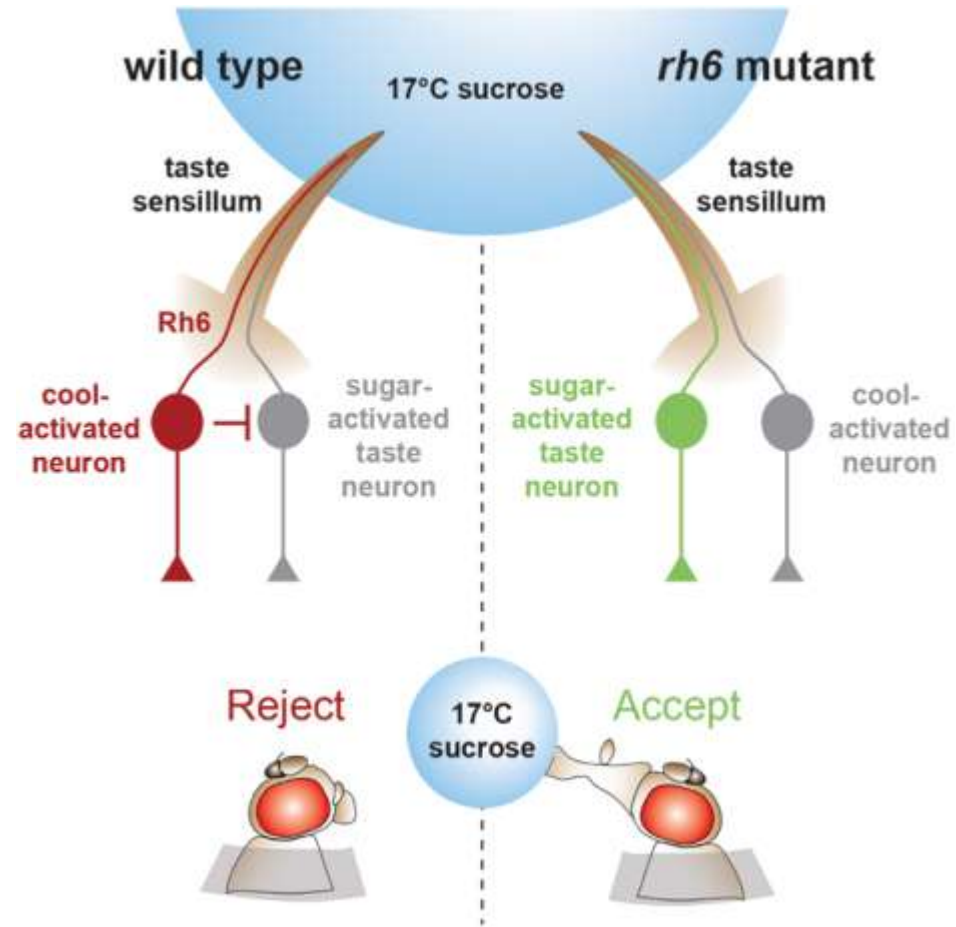 wild type
17°C sucrose
rh6 mutant
taste
sensillum
taste
sensillum
Rh6
cool-
activated
neuron
sugar-
activated
taste
neuron
sugar-
activated
taste
neuron
cool-
activated
neuron
Reject
17°C
sucrose
Accept